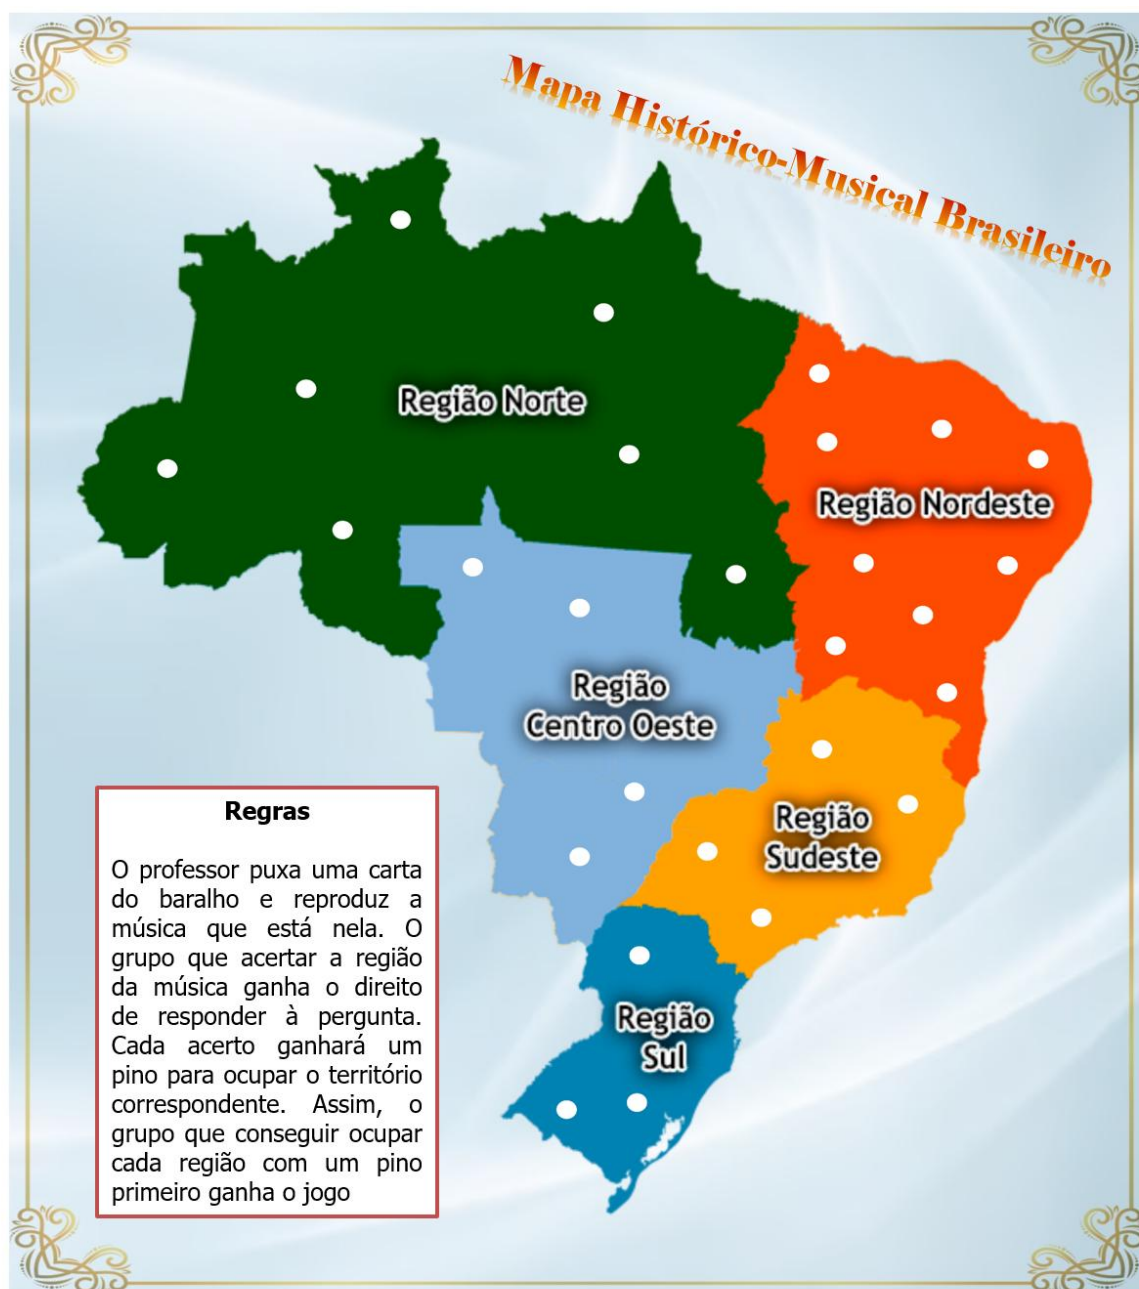 Mapa Histórico-Musical Brasileiro
Região Norte
Região Nordeste
Região
Centro Oeste
Região
Sudeste
Região
Sul
Regras
O professor puxa uma carta
do baralho e reproduz a
música que está nela. O
grupo que acertar a região
da música ganha o direito
de responder à pergunta.
Cada acerto ganhará um
pino para ocupar o território
correspondente. Assim, o
grupo que conseguir ocupar
cada região com um pino
primeiro ganha o jogo